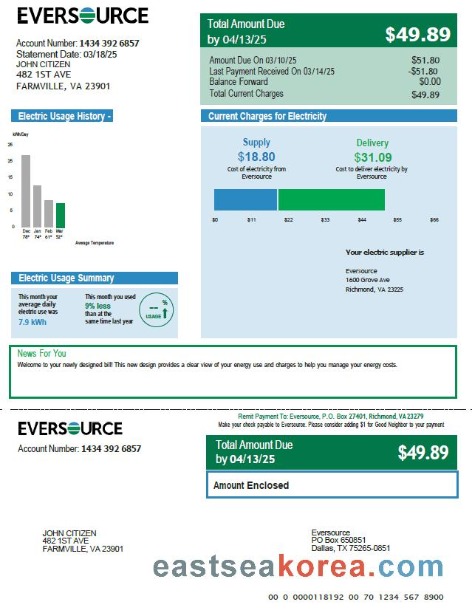 EVERSOURCE
Account Number: 1434 392 6857
Statement Date: 03/18/25
JOHN CITIZEN
482 1ST AVE
FARMVILLE, VA 23901
Total Amount Due
by 04/13/25
$49.89
Amount Due On 03/10/25 $51.80
Last Payment Received On 03/14/25 -$51.80
Balance Forward $0.00
Total Current Charges $49.89
Electric Usage History -
kWh/Day
Dec Jan Feb Mar
Average Temperature
Current Charges for Electricity
Supply
$18.80
Cost of electricity from
Eversource
Delivery
$31.09
Cost to deliver electricity by
Eversource
$0 $11 $22 $33 $44 $55 $66
Your electric supplier is
Eversource
1600 Grove Ave
Richmond, VA 23225
Electric Usage Summary
This month your
average daily
electric use was
7.9 kWh
This month you used
9% less
than at the
same time last year
%
USAGE
News For You
Welcome to your newly designed bill! This new design provides a clear view of your energy use and charges to help you manage your energy costs.
Remit Payment To: Eversource, P.O. Box 27401, Richmond, VA 23279
Make your check payable to Eversource. Please consider adding $1 for Good Neighbor to your payment
EVERSOURCE
Account Number: 1434 392 6857
Total Amount Due
by 04/13/25
$49.89
Amount Enclosed
JOHN CITIZEN
482 1ST AVE
FARMVILLE, VA 23901
Eversource
PO Box 650851
Dallas, TX 75265-0851
eastseakorea.com
00 0 0000118192 00 70 1234 567 8900